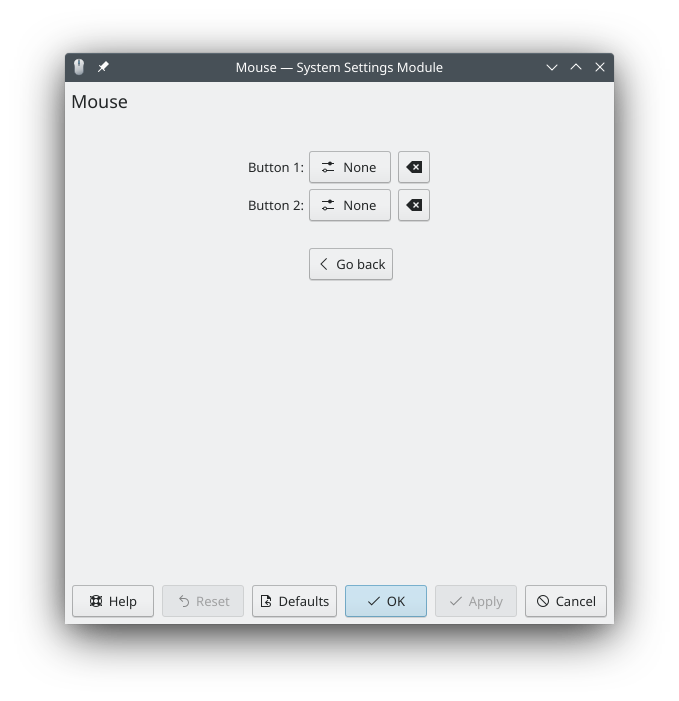 Mouse — System Settings Module
Mouse
Button 1: None
Button 2: None
Go back
Help Reset Defaults OK Apply Cancel